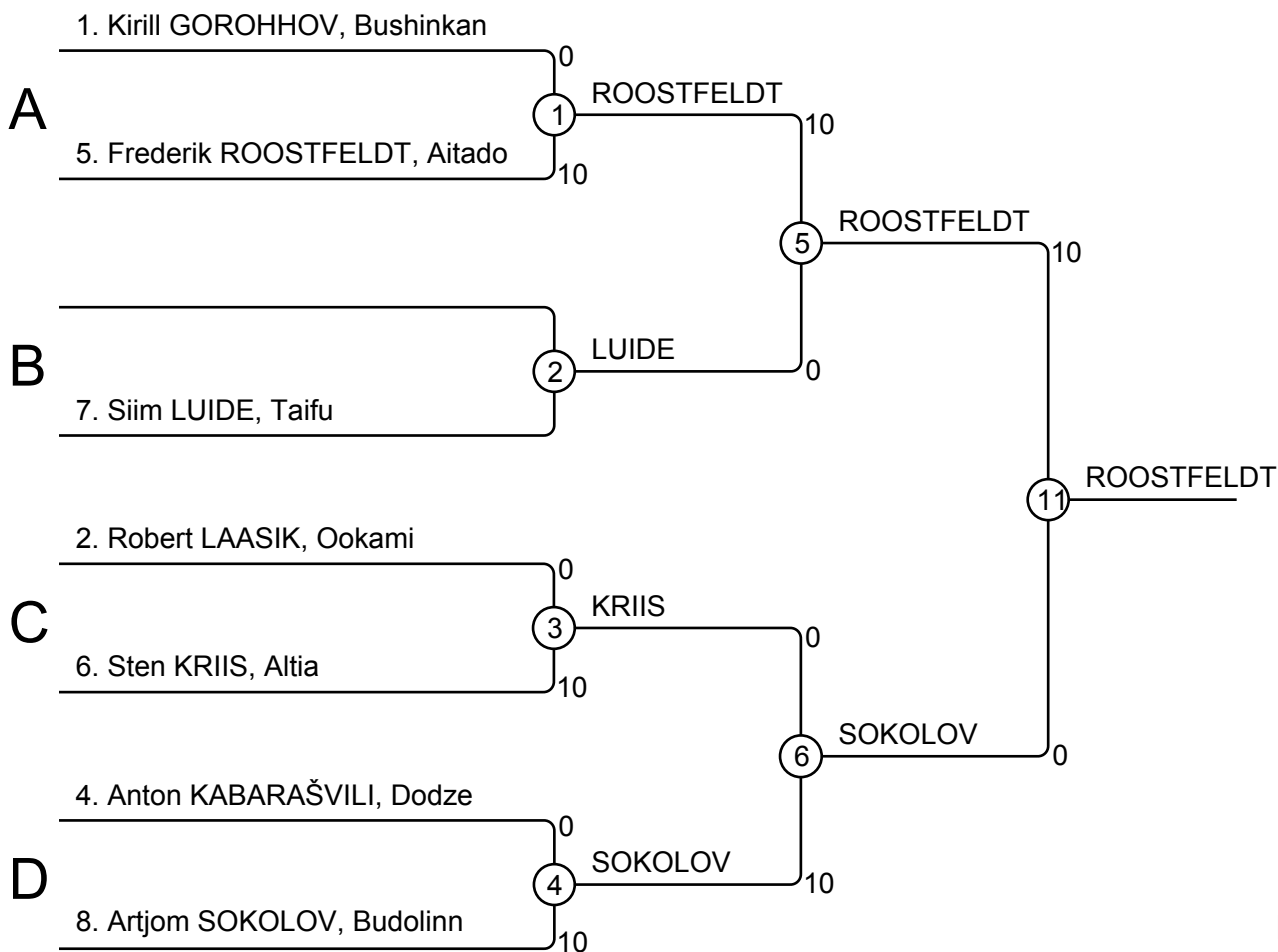 1. Kirill GOROHHOV, Bushinkan
0
A
1
ROOSTFELDT
10
5. Frederik ROOSTFELDT, Aitado
10
5
ROOSTFELDT
10
B
2
LUIDE
0
7. Siim LUIDE, Taifu
11
ROOSTFELDT
2. Robert LAASIK, Ookami
0
C
3
KRIIS
0
6. Sten KRIIS, Altia
10
6
SOKOLOV
0
4. Anton KABARAŠVILI, Dodze
0
D
4
SOKOLOV
10
8. Artjom SOKOLOV, Budolinn
10